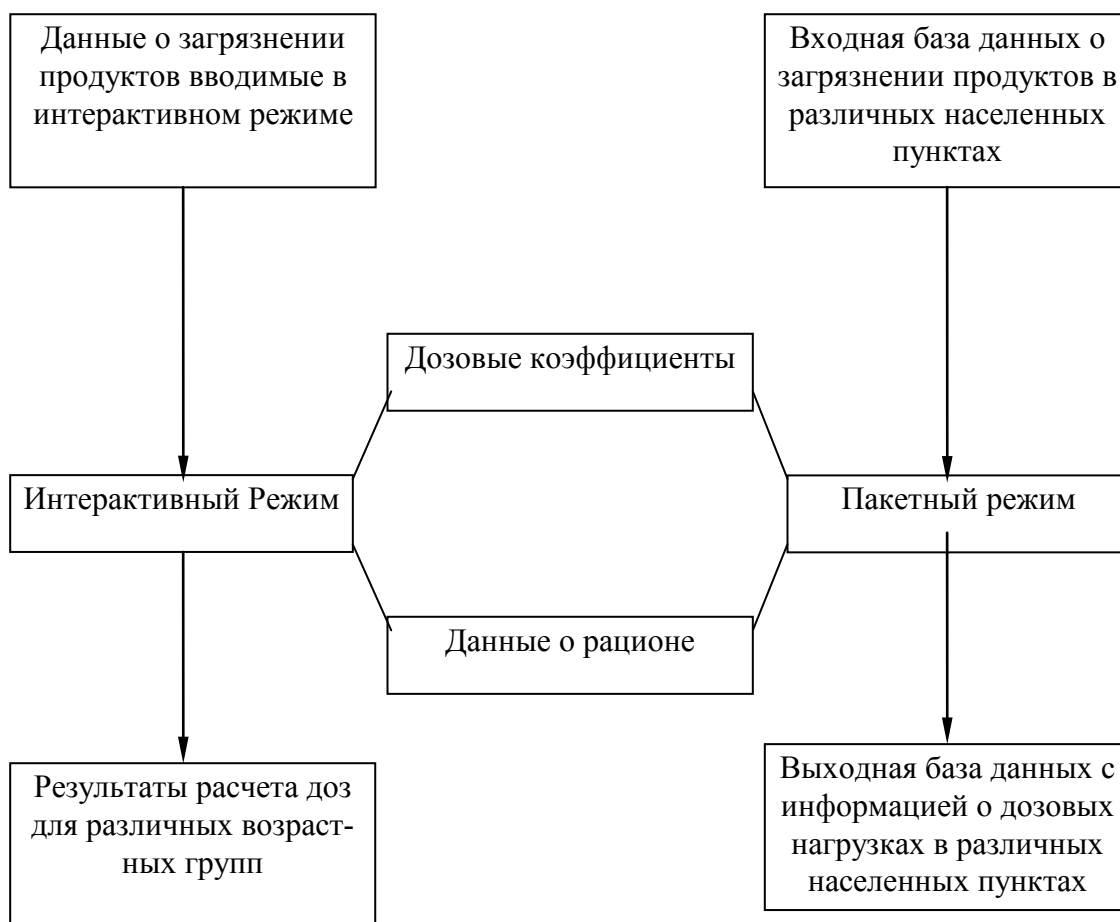 Данные о загрязнении
продуктов вводимые в
интерактивном режиме
Входная база данных о
загрязнении продуктов в
различных населенных
пунктах
Дозовые коэффициенты
Интерактивный Режим
Пакетный режим
Данные о рационе
Результаты расчета доз
для различных возраст-
ных групп
Выходная база данных с
информацией о дозовых
нагрузках в различных
населенных пунктах